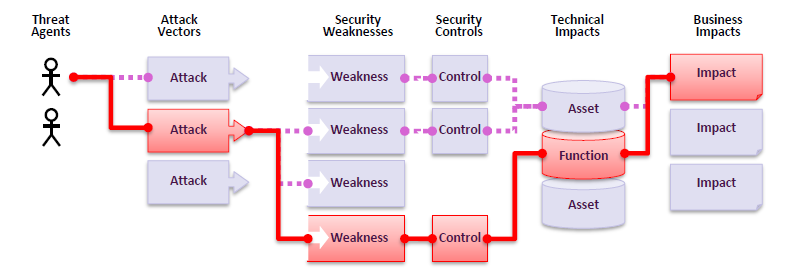 Threat Agents
Attack Vectors
Security Weaknesses
Security Controls
Technical Impacts
Business Impacts
Attack
Weakness
Control
Impact
Asset
Attack
Weakness
Control
Impact
Function
Attack
Weakness
Impact
Asset
Weakness
Control